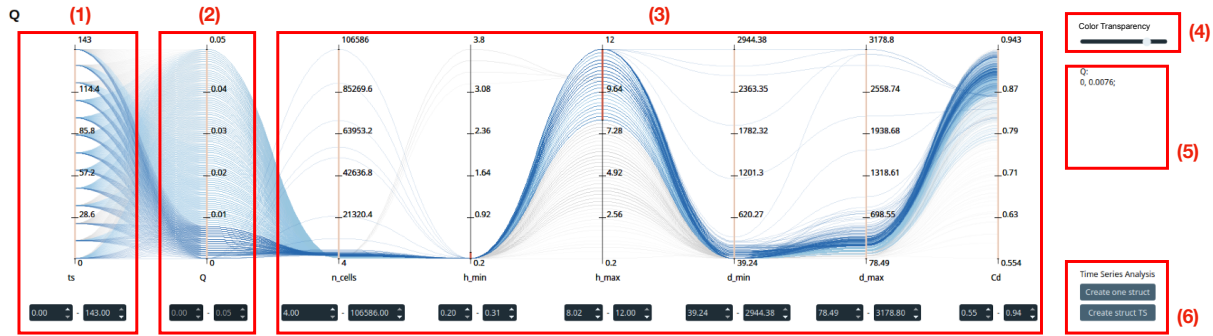 Q
(1)
(2)
(3)
(4)
(5)
(6)
143
114.4
85.8
57.2
28.6
0
ts
0.00 - 143.00
0.05
0.04
0.03
0.02
0.01
0
Q
0.00 - 0.05
106586
85269.6
63953.2
42636.8
21320.4
4
n_cells
4.00 - 106586.00
3.8
3.08
2.36
1.64
0.92
0.2
h_min
0.20 - 0.31
12
9.64
7.28
4.92
2.56
0.2
h_max
8.02 - 12.00
2944.38
2363.35
1782.32
1201.3
620.27
39.24
d_min
39.24 - 2944.38
3178.8
2558.74
1938.68
1318.61
698.55
78.49
d_max
78.49 - 3178.80
0.943
0.87
0.79
0.71
0.63
0.554
Cd
0.55 - 0.94
Color Transparency
Q:
0, 0.0076;
Time Series Analysis
Create one struct
Create struct TS